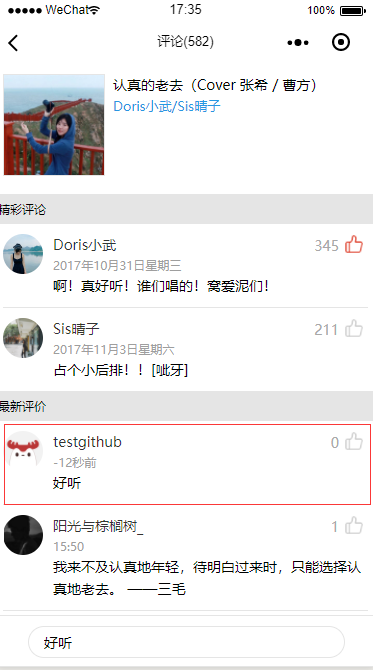 ●●●●● WeChat 17:35 100%
评论(582)
认真的老去（Cover 张希 / 曹方）
Doris小武/Sis晴子
精彩评论
Doris小武 345
2017年10月31日星期三
啊！真好听！谁们唱的！窝爱泥们！
Sis晴子 211
2017年11月3日星期六
占个小后排！！[呲牙]
最新评价
testgithub 0
-12秒前
好听
阳光与棕榈树_ 1
15:50
我来不及认真地年轻，待明白过来时，只能选择认
真地老去。 ——三毛
好听